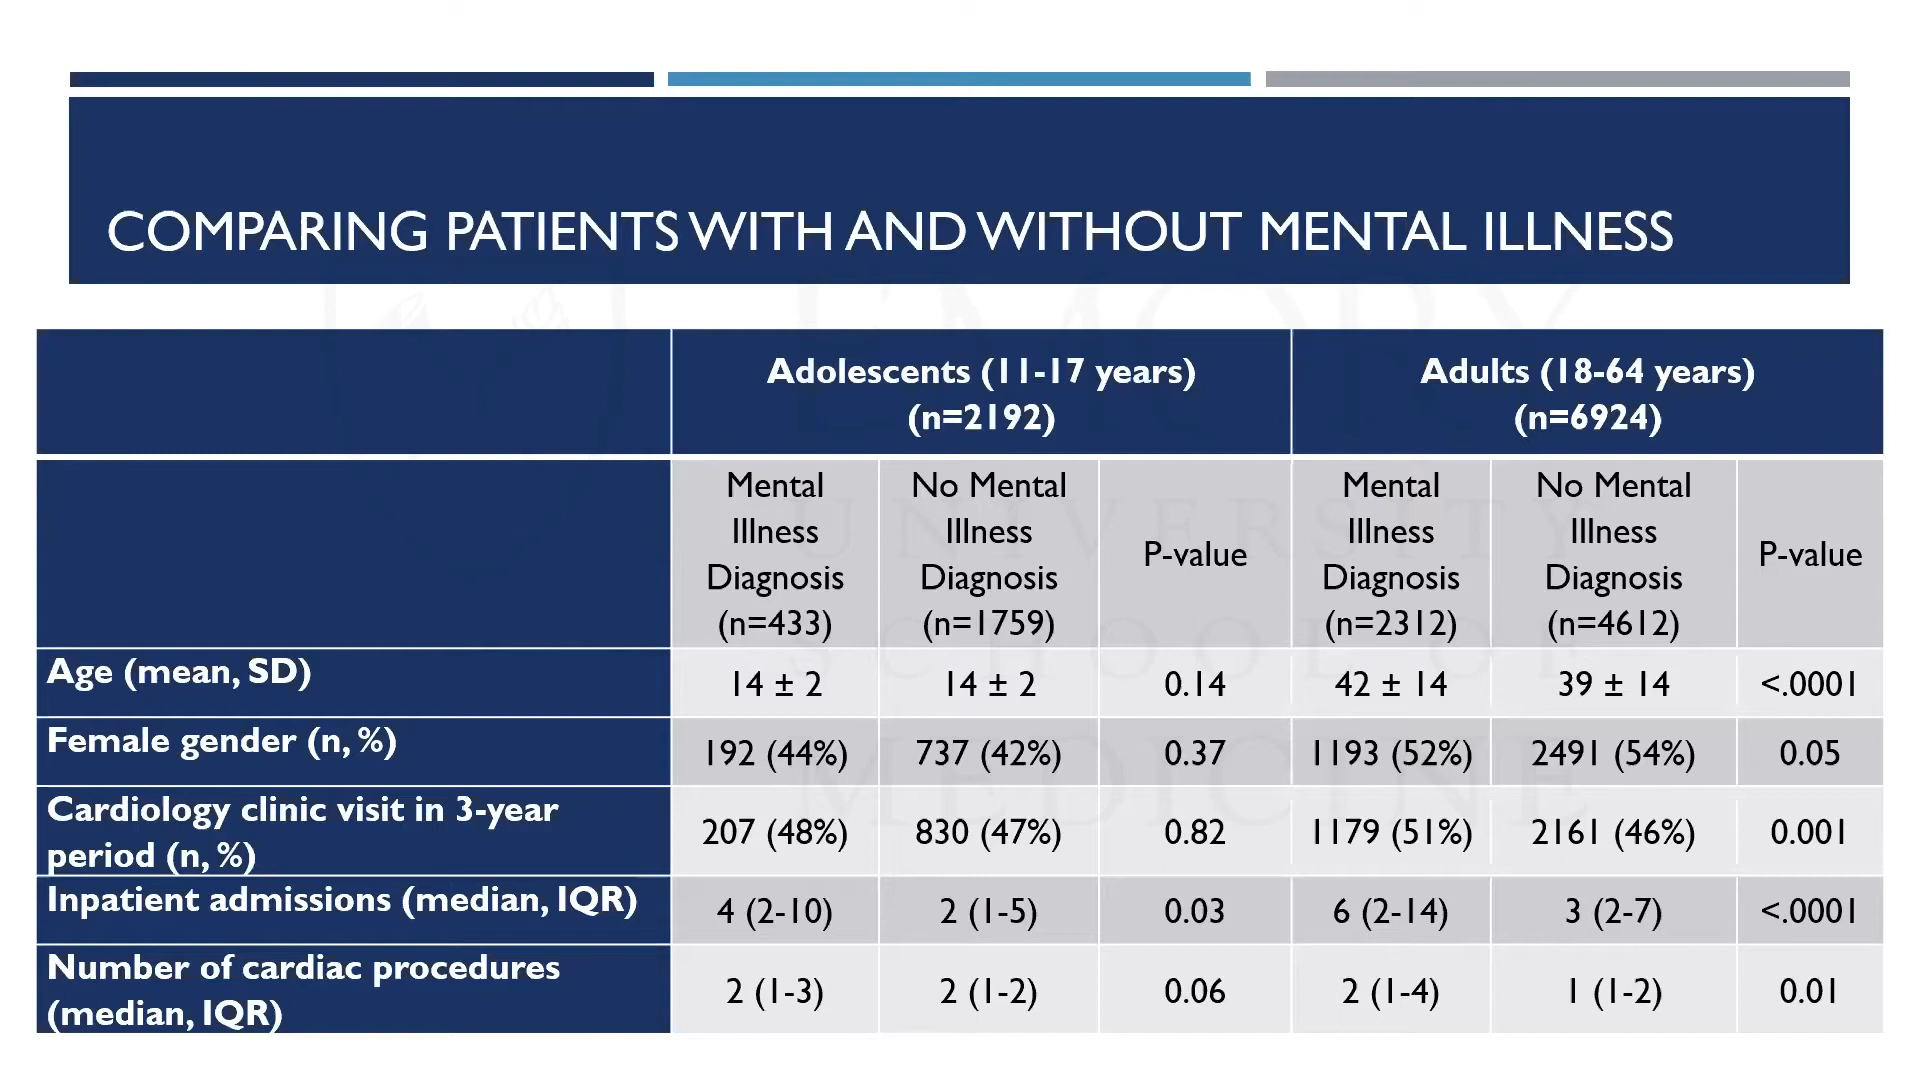 COMPARING PATIENTS WITH AND WITHOUT MENTAL ILLNESS
Adolescents (11-17 years)
(n=2192)
Adults (18-64 years)
(n=6924)
Mental
Illness
Diagnosis
(n=433)
No Mental
Illness
Diagnosis
(n=1759)
P-value
Mental
Illness
Diagnosis
(n=2312)
No Mental
Illness
Diagnosis
(n=4612)
P-value
Age (mean, SD)
14 ± 2
14 ± 2
0.14
42 ± 14
39 ± 14
<.0001
Female gender (n, %)
192 (44%)
737 (42%)
0.37
1193 (52%)
2491 (54%)
0.05
Cardiology clinic visit in 3-year
period (n, %)
207 (48%)
830 (47%)
0.82
1179 (51%)
2161 (46%)
0.001
Inpatient admissions (median, IQR)
4 (2-10)
2 (1-5)
0.03
6 (2-14)
3 (2-7)
<.0001
Number of cardiac procedures
(median, IQR)
2 (1-3)
2 (1-2)
0.06
2 (1-4)
1 (1-2)
0.01
EMORY
UNIVERSITY
SCHOOL OF
MEDICINE